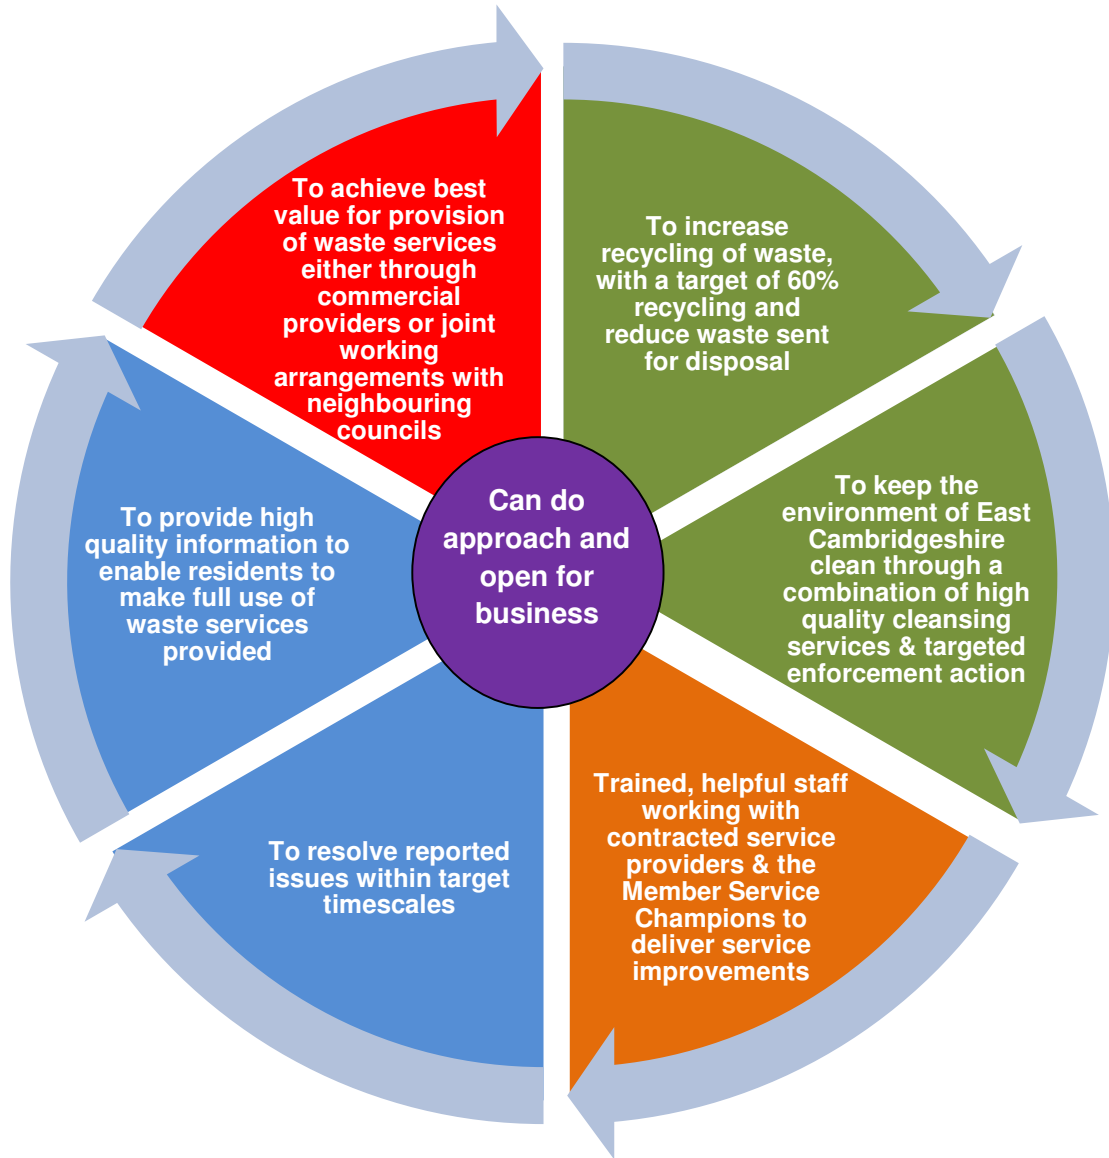 To achieve best
value for provision
of waste services
either through
commercial
providers or joint
working
arrangements with
neighbouring
councils
To increase
recycling of waste,
with a target of 60%
recycling and
reduce waste sent
for disposal
To keep the
environment of East
Cambridgeshire
clean through a
combination of high
quality cleansing
services & targeted
enforcement action
Trained, helpful staff
working with
contracted service
providers & the
Member Service
Champions to
deliver service
improvements
To resolve reported
issues within target
timescales
To provide high
quality information to
enable residents to
make full use of
waste services
provided
Can do
approach and
open for
business